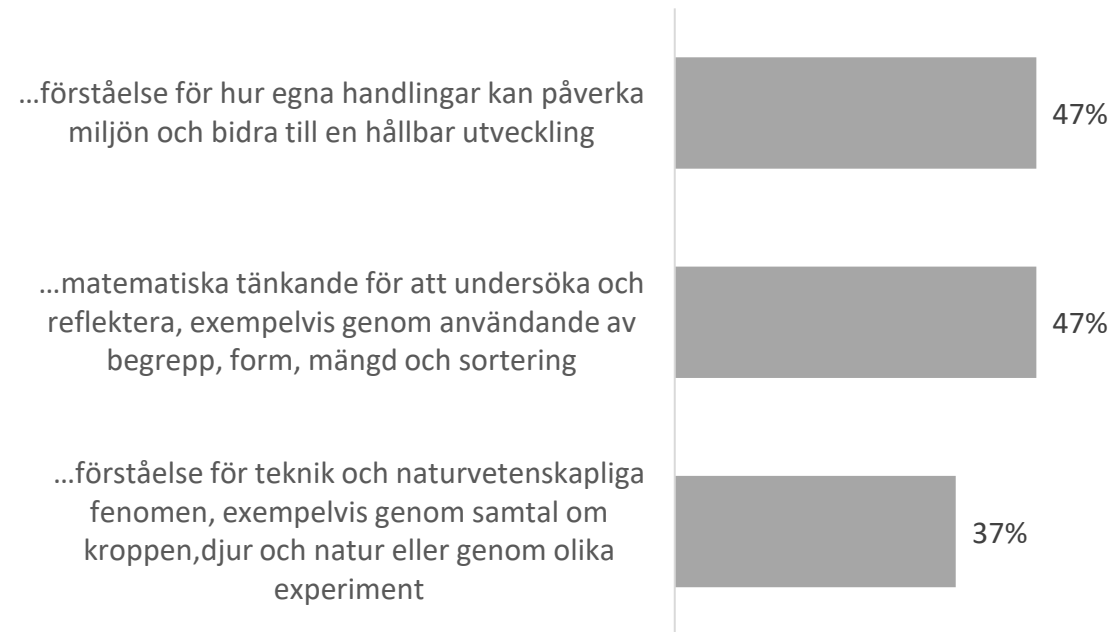 ...förståelse för hur egna handlingar kan påverka
miljön och bidra till en hållbar utveckling
47%
...matematiska tänkande för att undersöka och
reflektera, exempelvis genom användande av
begrepp, form, mängd och sortering
47%
...förståelse för teknik och naturvetenskapliga
fenomen, exempelvis genom samtal om
kroppen,djur och natur eller genom olika
experiment
37%